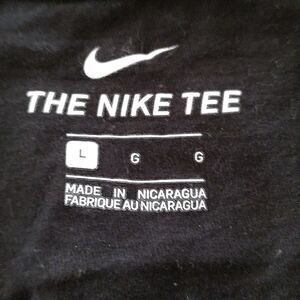 THE NIKE TEE
L G G
MADE IN NICARAGUA
FABRIQUE AU NICARAGUA